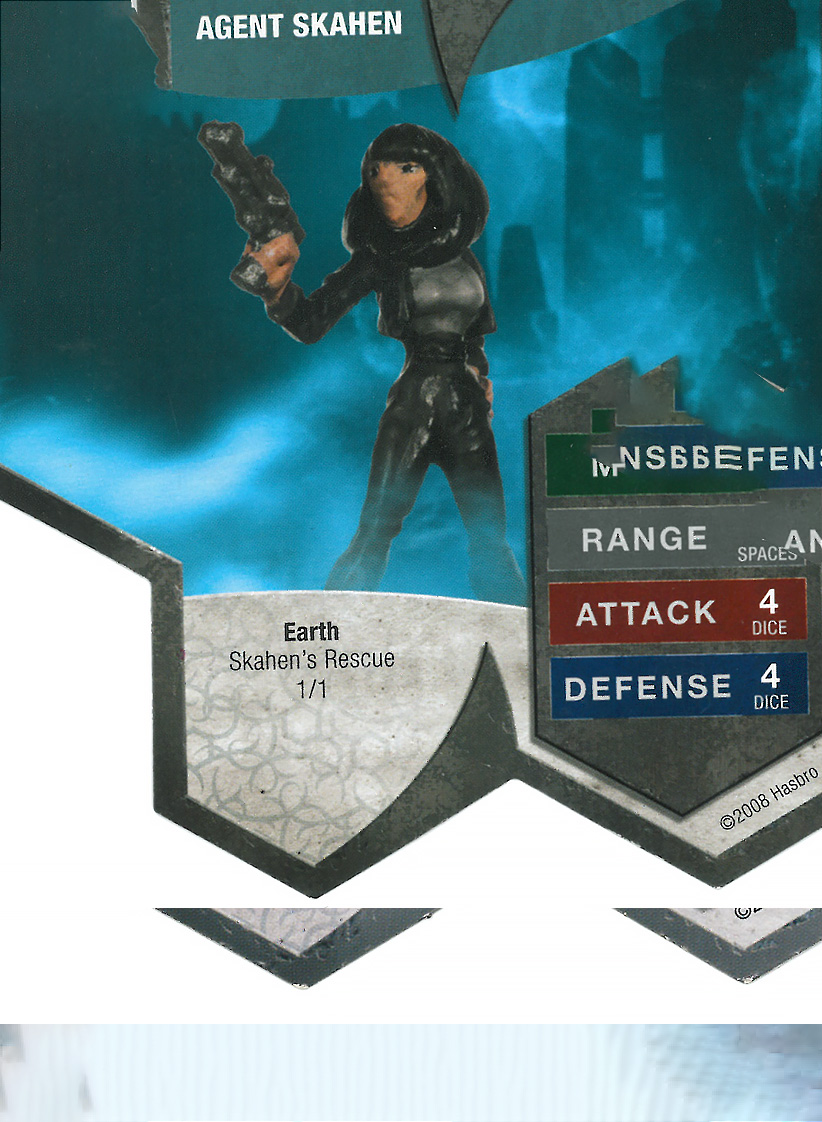 AGENT SKAHEN
RANGE
SPACES
ATTACK 4
DICE
DEFENSE 4
DICE
Earth
Skahen's Rescue
1/1
©2008 Hasbro